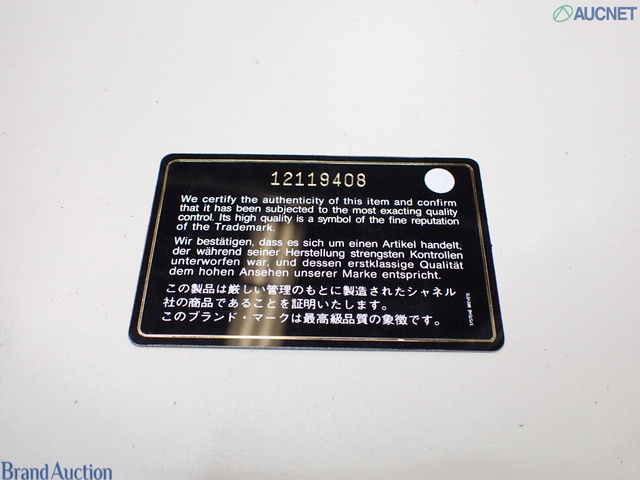 AUCNET
12119408
We certify the authenticity of this item and confirm
that it has been subjected to the most exacting quality
control. Its high quality is a symbol of the fine reputation
of the Trademark.
Wir bestätigen, dass es sich um einen Artikel handelt,
der während seiner Herstellung strengsten Kontrollen
unterworfen war, und dessen erstklassige Qualität
dem hohen Ansehen unserer Marke entspricht.
この製品は厳しい管理のもとに製造されたシャネル
社の商品であることを証明いたします。
このブランド・マークは最高級品質の象徴です。
Brand Auction